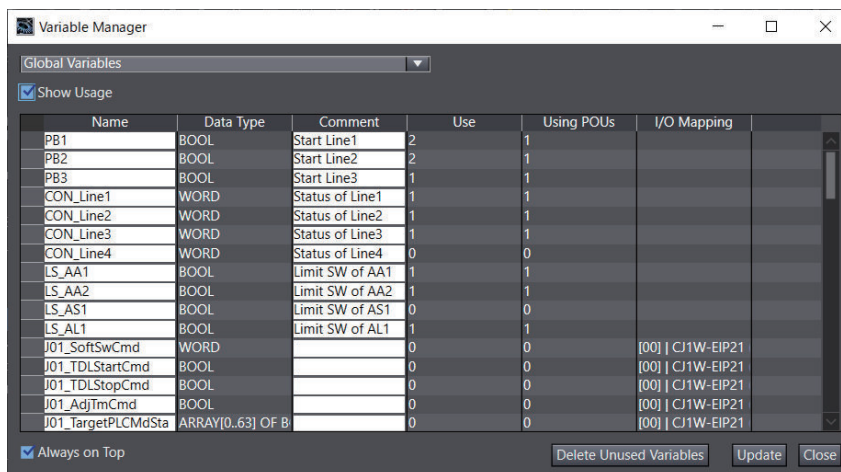 Variable Manager
Global Variables
Show Usage
Name Data Type Comment Use Using POUs I/O Mapping
PB1 BOOL Start Line1 2 1
PB2 BOOL Start Line2 2 1
PB3 BOOL Start Line3 1 1
CON_Line1 WORD Status of Line1 1 1
CON_Line2 WORD Status of Line2 1 1
CON_Line3 WORD Status of Line3 1 1
CON_Line4 WORD Status of Line4 0 0
LS_AA1 BOOL Limit SW of AA1 1 1
LS_AA2 BOOL Limit SW of AA2 1 1
LS_AS1 BOOL Limit SW of AS1 0 0
LS_AL1 BOOL Limit SW of AL1 1 1
J01_SoftSwCmd WORD 0 0 [00] | CJ1W-EIP21
J01_TDLStartCmd BOOL 0 0 [00] | CJ1W-EIP21
J01_TDLStopCmd BOOL 0 0 [00] | CJ1W-EIP21
J01_AdjTmCmd BOOL 0 0 [00] | CJ1W-EIP21
J01_TargetPLCMdSta ARRAY[0..63] OF B 0 0 [00] | CJ1W-EIP21
Always on Top Delete Unused Variables Update Close